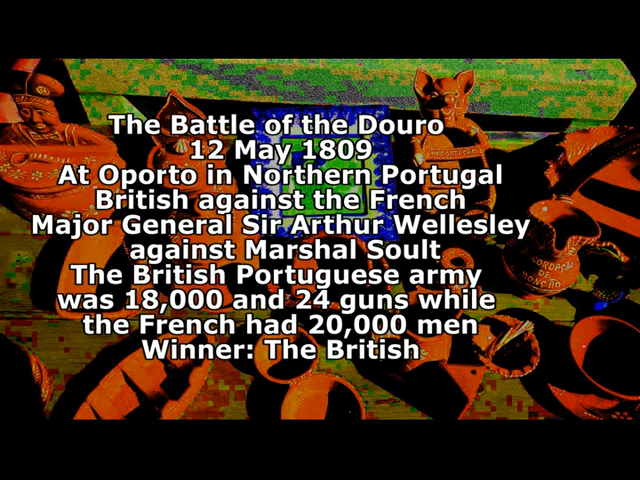 The Battle of the Douro
12 May 1809
At Oporto in Northern Portugal
British against the French
Major General Sir Arthur Wellesley
against Marshal Soult
The British Portuguese army
was 18,000 and 24 guns while
the French had 20,000 men
Winner: The British
DE